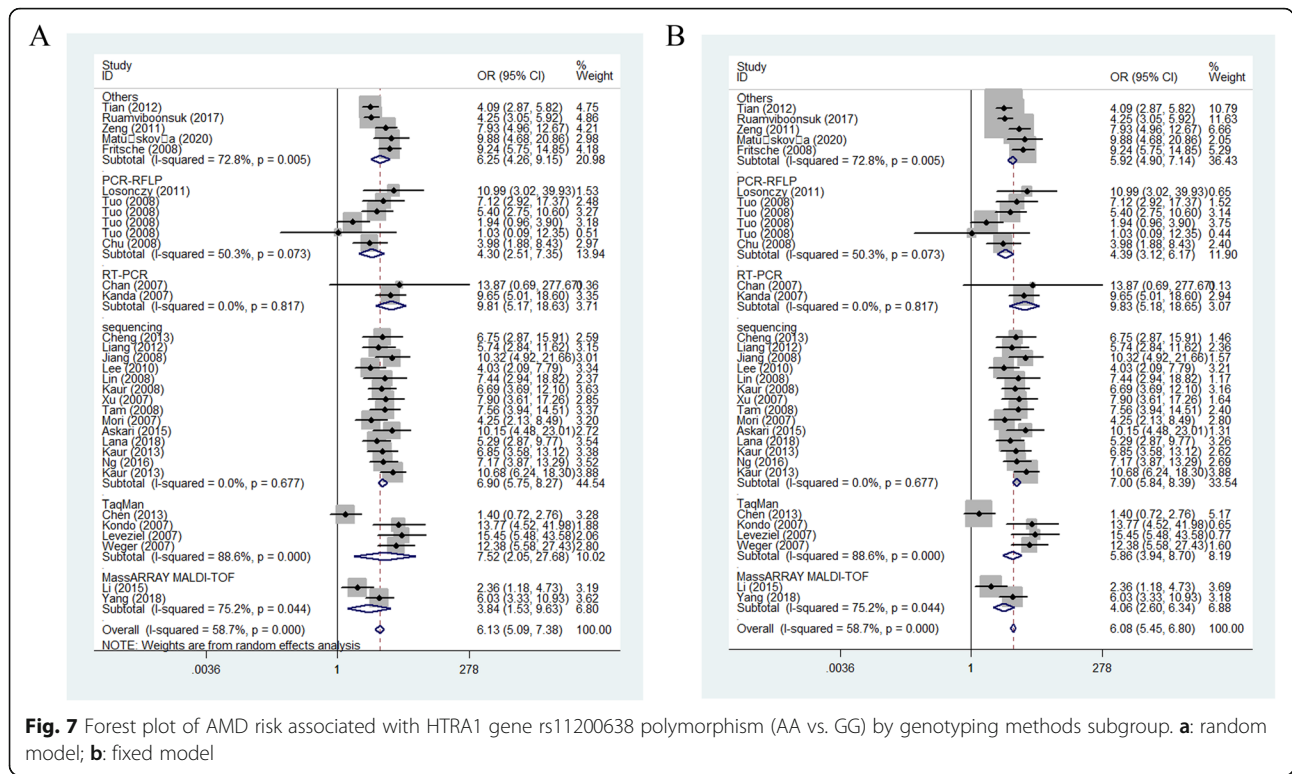 A
Study %
ID OR (95% CI) Weight
Others
Tian (2012) 4.09 (2.87, 5.82) 4.75
Ruamviboonsuk (2017) 4.25 (3.05, 5.92) 4.86
Zeng (2011) 7.93 (4.96, 12.67) 4.21
Matu□skov□a (2020) 9.88 (4.68, 20.86) 2.98
Fritsche (2008) 9.24 (5.75, 14.85) 4.18
Subtotal (I-squared = 72.8%, p = 0.005) 6.25 (4.26, 9.15) 20.98
.
PCR-RFLP
Losonczy (2011) 10.99 (3.02, 39.93) 1.53
Tuo (2008) 7.12 (2.92, 17.37) 2.48
Tuo (2008) 5.40 (2.75, 10.60) 3.27
Tuo (2008) 1.94 (0.96, 3.90) 3.18
Tuo (2008) 1.03 (0.09, 12.35) 0.51
Chu (2008) 3.98 (1.88, 8.43) 2.97
Subtotal (I-squared = 50.3%, p = 0.073) 4.30 (2.51, 7.35) 13.94
.
RT-PCR
Chan (2007) 13.87 (0.69, 277.67) 0.36
Kanda (2007) 9.65 (5.01, 18.60) 3.35
Subtotal (I-squared = 0.0%, p = 0.817) 9.81 (5.17, 18.63) 3.71
.
sequencing
Cheng (2013) 6.75 (2.87, 15.91) 2.59
Liang (2012) 5.74 (2.84, 11.62) 3.15
Jiang (2008) 10.32 (4.92, 21.66) 3.01
Lee (2010) 4.03 (2.09, 7.79) 3.34
Lin (2008) 7.44 (2.94, 18.82) 2.37
Kaur (2008) 6.69 (3.69, 12.10) 3.63
Xu (2007) 7.90 (3.61, 17.26) 2.85
Tam (2008) 7.56 (3.94, 14.51) 3.37
Mori (2007) 4.25 (2.13, 8.49) 3.20
Askari (2015) 10.15 (4.48, 23.01) 2.72
Lana (2018) 5.29 (2.87, 9.77) 3.54
Kaur (2013) 6.85 (3.58, 13.12) 3.38
Ng (2016) 7.17 (3.87, 13.29) 3.52
Kaur (2013) 10.68 (6.24, 18.30) 3.88
Subtotal (I-squared = 0.0%, p = 0.677) 6.90 (5.75, 8.27) 44.54
.
TaqMan
Chen (2013) 1.40 (0.72, 2.76) 3.28
Kondo (2007) 13.77 (4.52, 41.98) 1.88
Leveziel (2007) 15.45 (5.48, 43.58) 2.06
Weger (2007) 12.38 (5.58, 27.43) 2.80
Subtotal (I-squared = 88.6%, p = 0.000) 7.52 (2.05, 27.68) 10.02
.
MassARRAY MALDI-TOF
Li (2015) 2.36 (1.18, 4.73) 3.19
Yang (2018) 6.03 (3.33, 10.93) 3.62
Subtotal (I-squared = 75.2%, p = 0.044) 3.84 (1.53, 9.63) 6.80
.
Overall (I-squared = 58.7%, p = 0.000) 6.13 (5.09, 7.38) 100.00
NOTE: Weights are from random effects analysis
.0036 1 278
B
Study %
ID OR (95% CI) Weight
Others
Tian (2012) 4.09 (2.87, 5.82) 10.79
Ruamviboonsuk (2017) 4.25 (3.05, 5.92) 11.63
Zeng (2011) 7.93 (4.96, 12.67) 6.66
Matu□skov□a (2020) 9.88 (4.68, 20.86) 2.05
Fritsche (2008) 9.24 (5.75, 14.85) 5.29
Subtotal (I-squared = 72.8%, p = 0.005) 5.92 (4.90, 7.14) 36.43
.
PCR-RFLP
Losonczy (2011) 10.99 (3.02, 39.93) 0.65
Tuo (2008) 7.12 (2.92, 17.37) 1.52
Tuo (2008) 5.40 (2.75, 10.60) 3.14
Tuo (2008) 1.94 (0.96, 3.90) 3.75
Tuo (2008) 1.03 (0.09, 12.35) 0.44
Chu (2008) 3.98 (1.88, 8.43) 2.40
Subtotal (I-squared = 50.3%, p = 0.073) 4.39 (3.12, 6.17) 11.90
.
RT-PCR
Chan (2007) 13.87 (0.69, 277.67) 0.13
Kanda (2007) 9.65 (5.01, 18.60) 2.94
Subtotal (I-squared = 0.0%, p = 0.817) 9.83 (5.18, 18.65) 3.07
.
sequencing
Cheng (2013) 6.75 (2.87, 15.91) 1.46
Liang (2012) 5.74 (2.84, 11.62) 2.36
Jiang (2008) 10.32 (4.92, 21.66) 1.57
Lee (2010) 4.03 (2.09, 7.79) 3.21
Lin (2008) 7.44 (2.94, 18.82) 1.17
Kaur (2008) 6.69 (3.69, 12.10) 3.16
Xu (2007) 7.90 (3.61, 17.26) 1.64
Tam (2008) 7.56 (3.94, 14.51) 2.40
Mori (2007) 4.25 (2.13, 8.49) 2.80
Askari (2015) 10.15 (4.48, 23.01) 1.31
Lana (2018) 5.29 (2.87, 9.77) 3.26
Kaur (2013) 6.85 (3.58, 13.12) 2.62
Ng (2016) 7.17 (3.87, 13.29) 2.69
Kaur (2013) 10.68 (6.24, 18.30) 3.88
Subtotal (I-squared = 0.0%, p = 0.677) 7.00 (5.84, 8.39) 33.54
.
TaqMan
Chen (2013) 1.40 (0.72, 2.76) 5.17
Kondo (2007) 13.77 (4.52, 41.98) 0.65
Leveziel (2007) 15.45 (5.48, 43.58) 0.77
Weger (2007) 12.38 (5.58, 27.43) 1.60
Subtotal (I-squared = 88.6%, p = 0.000) 5.86 (3.94, 8.70) 8.19
.
MassARRAY MALDI-TOF
Li (2015) 2.36 (1.18, 4.73) 3.69
Yang (2018) 6.03 (3.33, 10.93) 3.18
Subtotal (I-squared = 75.2%, p = 0.044) 4.06 (2.60, 6.34) 6.88
.
Overall (I-squared = 58.7%, p = 0.000) 6.08 (5.45, 6.80) 100.00
.0036 1 278
Fig. 7 Forest plot of AMD risk associated with HTRA1 gene rs11200638 polymorphism (AA vs. GG) by genotyping methods subgroup. a: random
model; b: fixed model